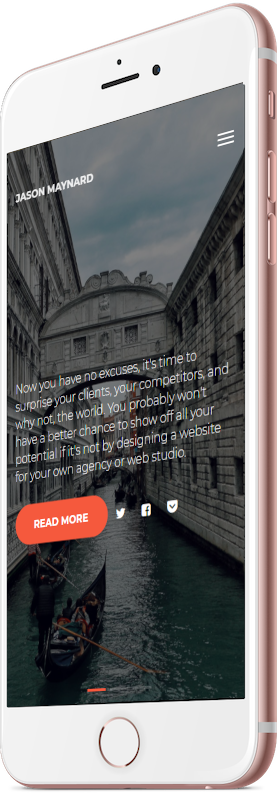 JASON MAYNARD
Now you have no excuses, it's time to
surprise your clients, your competitors, and
why not, the world. You probably won't
have a better chance to show off all your
potential if it's not by designing a website
for your own agency or web studio.
READ MORE